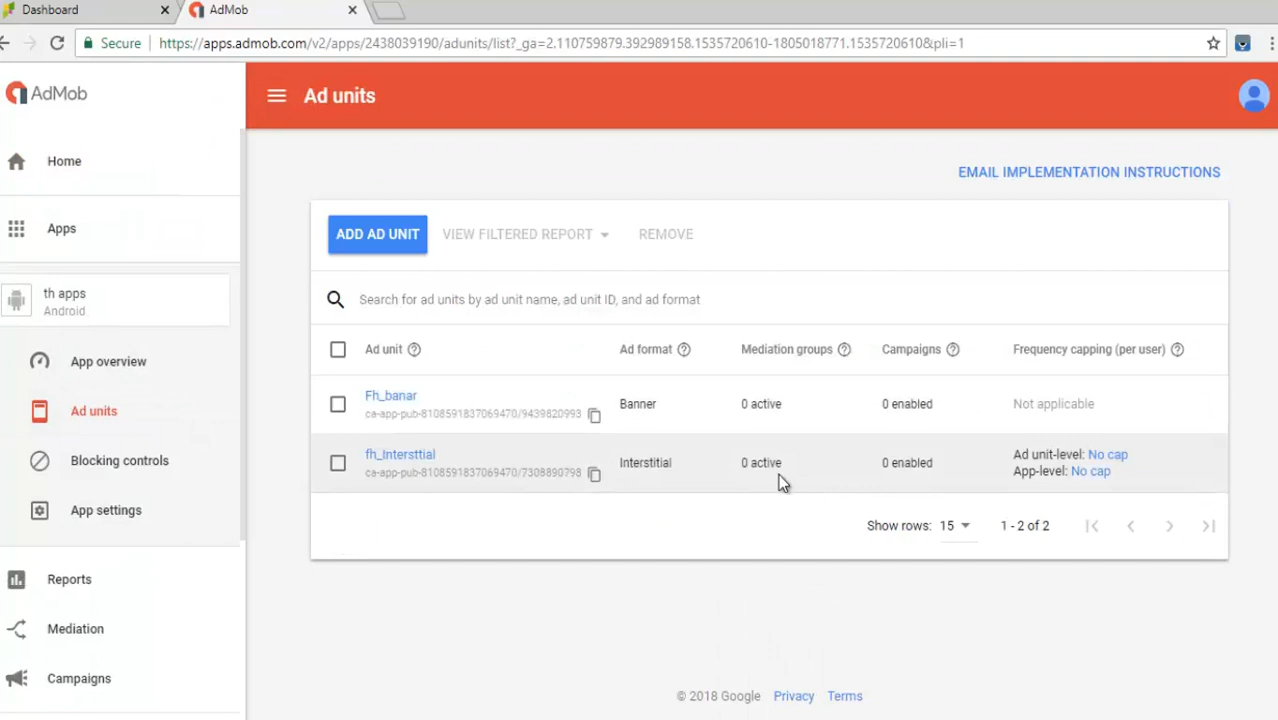 Dashboard
AdMob
Secure
https://apps.admob.com/v2/apps/2438039190/adunits/list?_ga=2.110759879.392989158.1535720610-1805018771.1535720610&pli=1
AdMob
Ad units
Home
Apps
th apps
Android
App overview
Ad units
Blocking controls
App settings
Reports
Mediation
Campaigns
EMAIL IMPLEMENTATION INSTRUCTIONS
ADD AD UNIT
VIEW FILTERED REPORT
REMOVE
Search for ad units by ad unit name, ad unit ID, and ad format
Ad unit
Ad format
Mediation groups
Campaigns
Frequency capping (per user)
Fh_banar
ca-app-pub-8108591837069470/9439820993
Banner
0 active
0 enabled
Not applicable
fh_Intersttial
ca-app-pub-8108591837069470/7308890798
Interstitial
0 active
0 enabled
Ad unit-level: No cap
App-level: No cap
Show rows: 15
1 - 2 of 2
© 2018 Google Privacy Terms